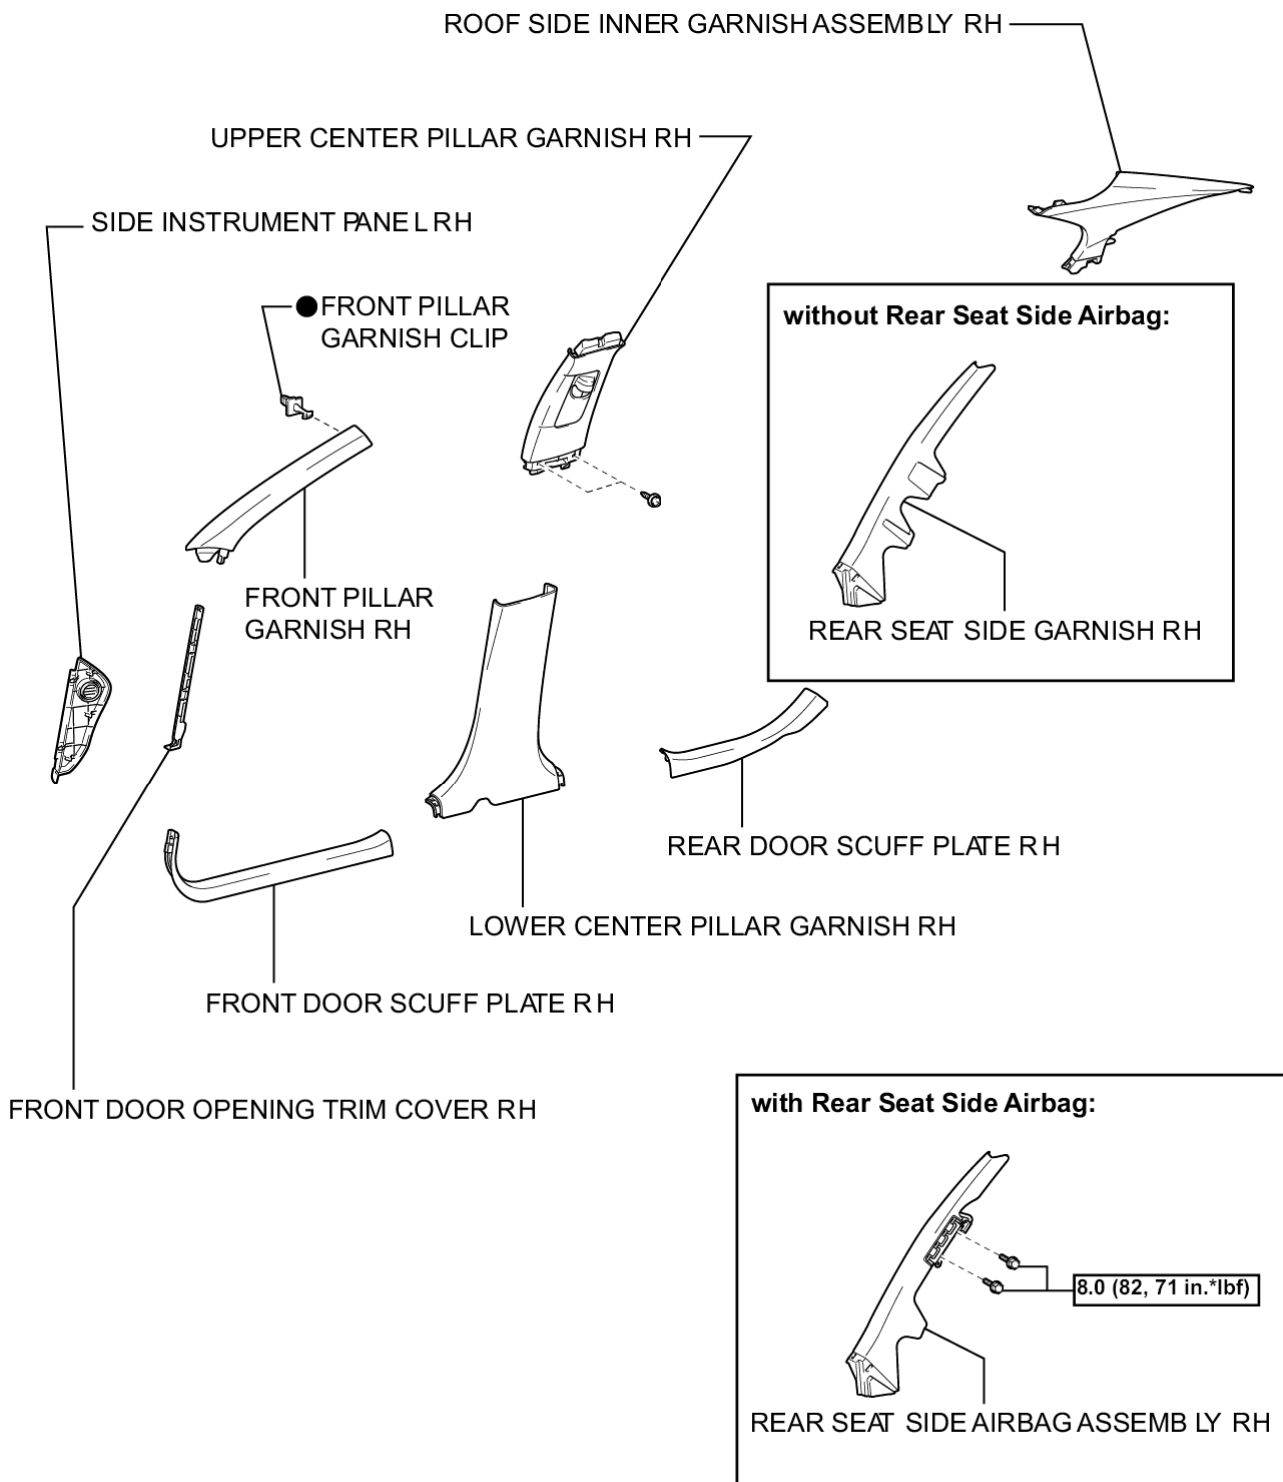 ROOF SIDE INNER GARNISH ASSEMBLY RH
UPPER CENTER PILLAR GARNISH RH
SIDE INSTRUMENT PANEL RH
●FRONT PILLAR
GARNISH CLIP
without Rear Seat Side Airbag:
FRONT PILLAR
GARNISH RH
REAR SEAT SIDE GARNISH RH
REAR DOOR SCUFF PLATE RH
LOWER CENTER PILLAR GARNISH RH
FRONT DOOR SCUFF PLATE RH
FRONT DOOR OPENING TRIM COVER RH
with Rear Seat Side Airbag:
8.0 (82, 71 in.*lbf)
REAR SEAT SIDE AIRBAG ASSEMBLY RH